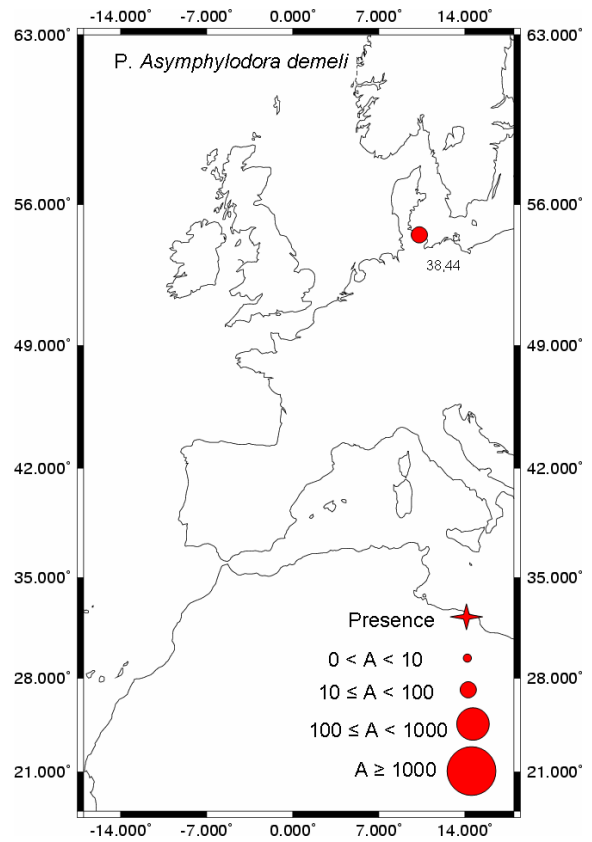 -14.000° -7.000° 0.000° 7.000° 14.000°
63.000° 63.000°
P. Asymphylodora demeli
56.000° 56.000°
38,44
49.000° 49.000°
42.000° 42.000°
35.000° 35.000°
Presence
0 < A < 10
28.000° 28.000°
10 ≤ A < 100
100 ≤ A < 1000
A ≥ 1000
21.000° 21.000°
-14.000° -7.000° 0.000° 7.000° 14.000°